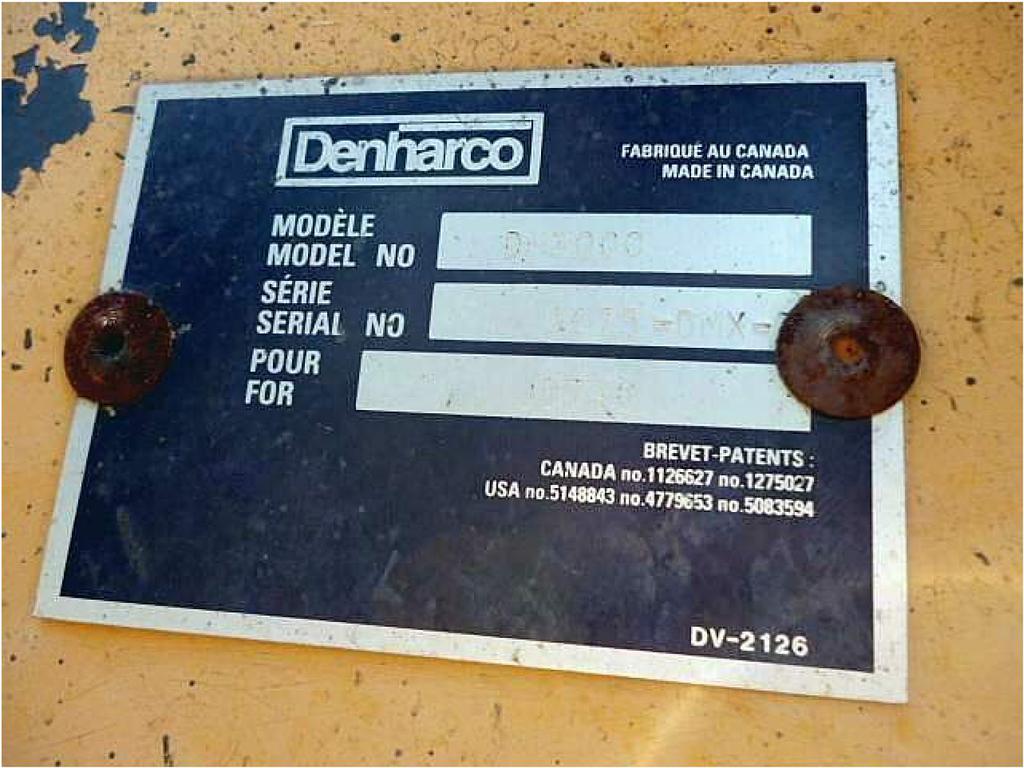 Denharco
FABRIQUÉ AU CANADA
MADE IN CANADA
MODÈLE
MODEL NO
SÉRIE
SERIAL NO
POUR
FOR
BREVET-PATENTS :
CANADA no.1126627 no.1275027
USA no.5148843 no.4779653 no.5083594
DV-2126